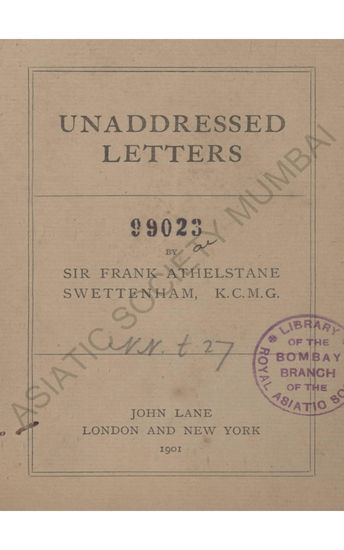 UNADDRESSED
LETTERS
99023
BY
SIR FRANK ATHELSTANE
SWETTENHAM, K.C.M.G.
JOHN LANE
LONDON AND NEW YORK
1901
LIBRARY
OF THE
BOMBAY
BRANCH
OF THE
ROYAL ASIATIC SO
ASIATIC SOCIETY MUMBAI